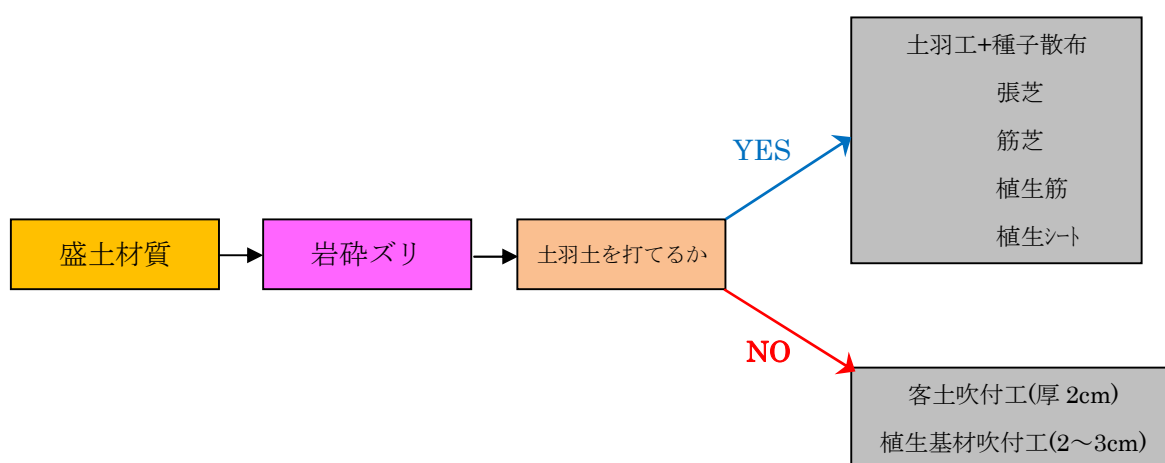 盛土材質
岩砕ズリ
土羽土を打てるか
YES
土羽工+種子散布
張芝
筋芝
植生筋
植生ｼｰﾄ
NO
客土吹付工(厚 2cm)
植生基材吹付工(2～3cm)